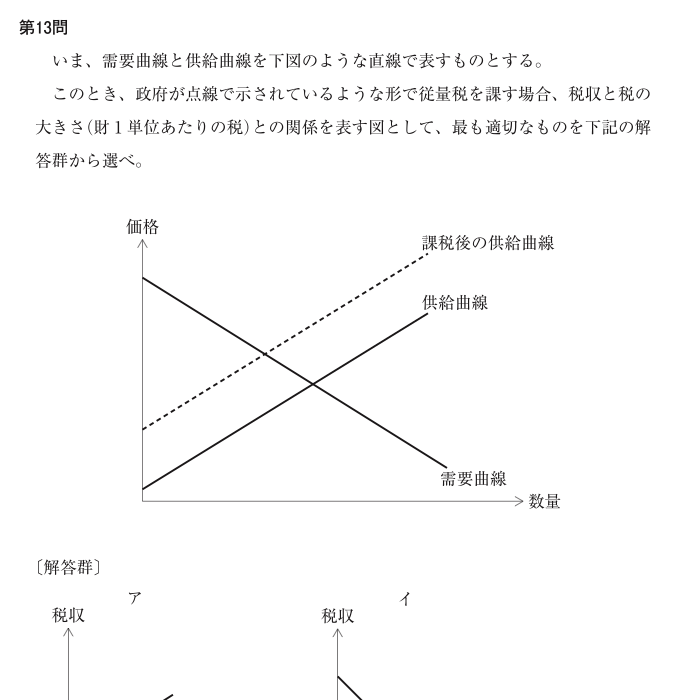 第13問
いま、需要曲線と供給曲線を下図のような直線で表すものとする。
このとき、政府が点線で示されているような形で従量税を課す場合、税収と税の
大きさ(財1単位あたりの税)との関係を表す図として、最も適切なものを下記の解
答群から選べ。
価格
課税後の供給曲線
供給曲線
需要曲線
数量
〔解答群〕
ア
イ
税収
税収